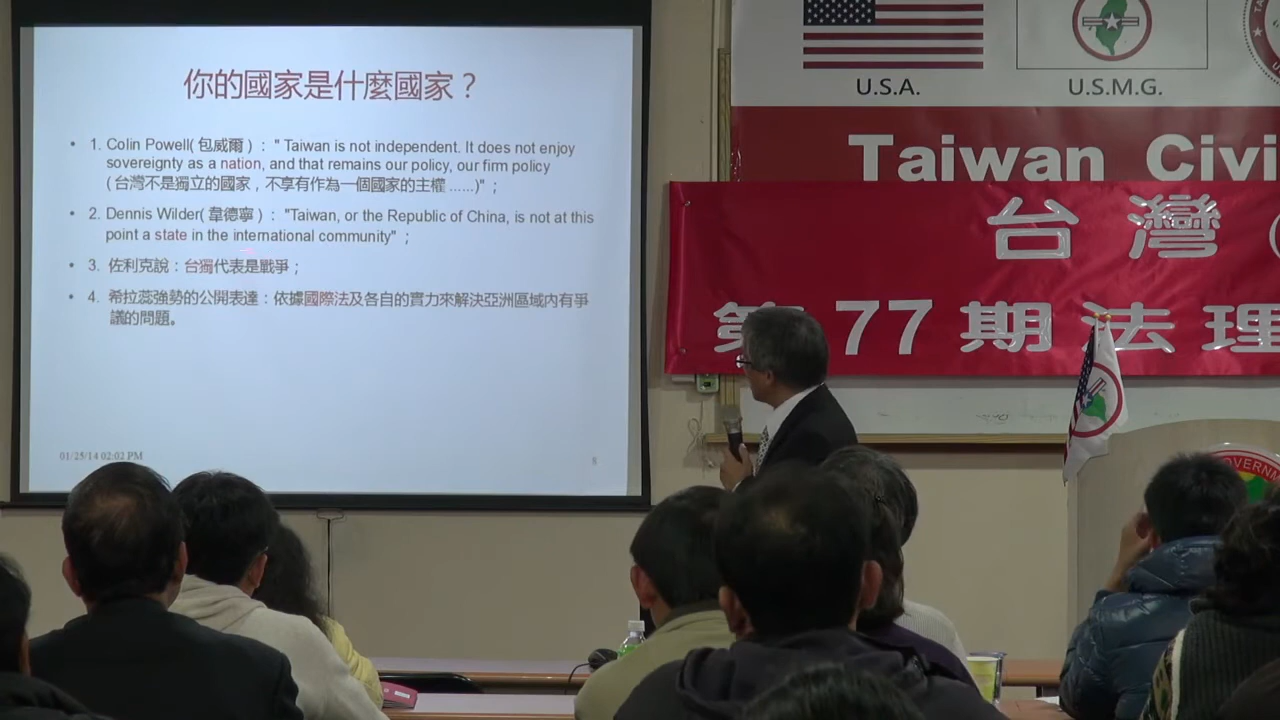 你的國家是什麼國家？
• 1. Colin Powell( 包威爾 ) : " Taiwan is not independent. It does not enjoy
sovereignty as a nation, and that remains our policy, our firm policy
( 台灣不是獨立的國家，不享有作為一個國家的主權 ......)" ;
• 2. Dennis Wilder( 韋德寧 ) : "Taiwan, or the Republic of China, is not at this
point a state in the international community" ;
• 3. 佐利克說：台獨代表是戰爭；
• 4. 希拉蕊強勢的公開表達：依據國際法及各自的實力來解決亞洲區域內有爭
議的問題。
01/25/14 02:02 PM
8
U.S.A.
U.S.M.G.
Taiwan Civi
台灣
第77期法理
GOVERNM